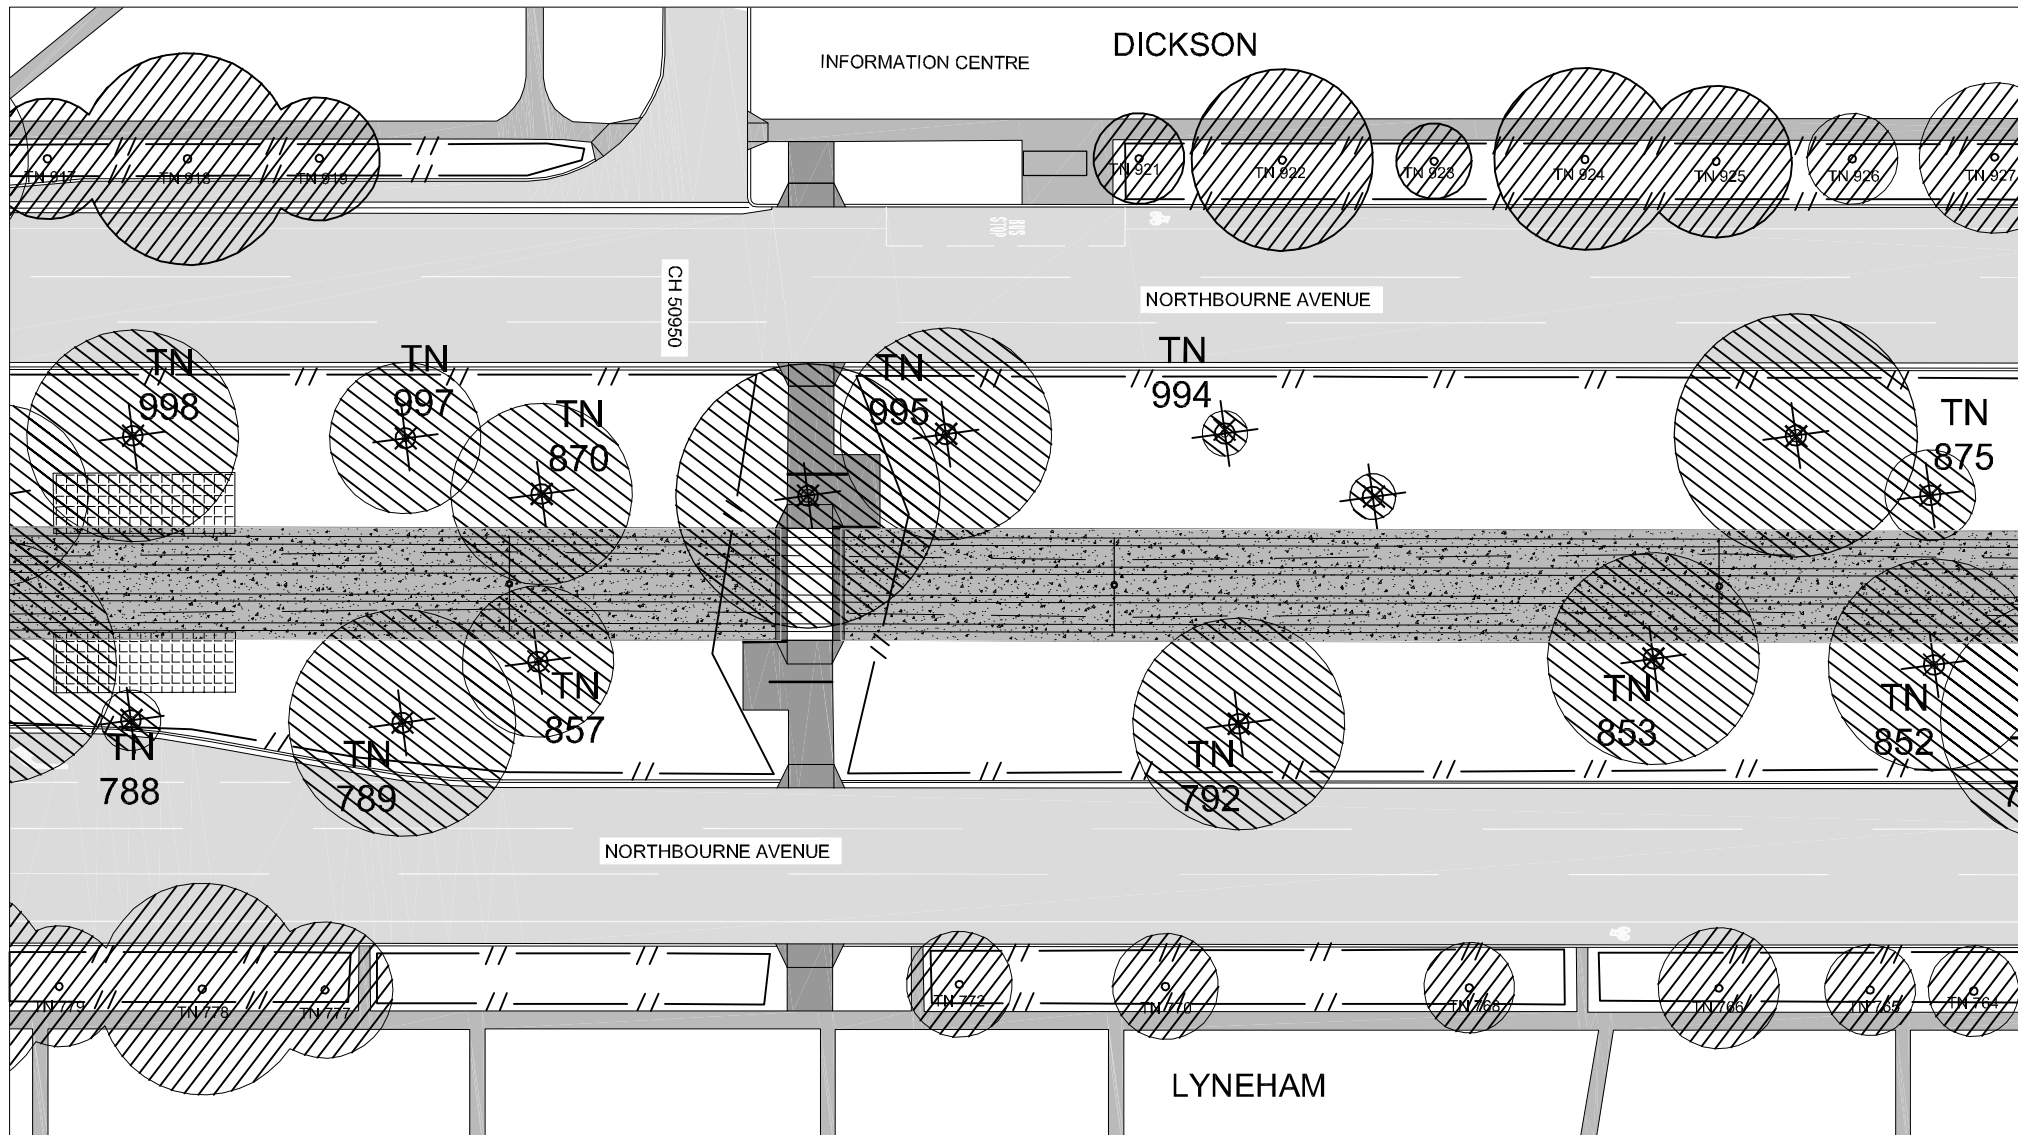 DICKSON
INFORMATION CENTRE
TN 917
TN 918
TN 919
TN 921
TN 922
TN 923
TN 924
TN 925
TN 926
TN 927
BUS
STOP
CH 50950
NORTHBOURNE AVENUE
TN
998
TN
997
TN
870
TN
995
TN
994
TN
875
TN
788
TN
789
TN
857
TN
792
TN
853
TN
852
7
NORTHBOURNE AVENUE
TN 779
TN 778
TN 777
TN 772
TN 770
TN 768
TN 766
TN 765
TN 764
LYNEHAM